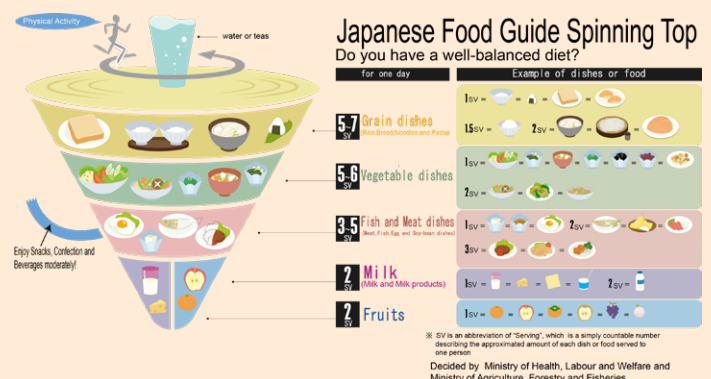 Physical Activity
water or teas
Japanese Food Guide Spinning Top
Do you have a well-balanced diet?
for one day
Example of dishes or food
5~7 SV Grain dishes
(Rice,Bread,Noodles,and Pasta)
1SV = = = =
1.5SV = 2SV = = =
5-6 SV Vegetable dishes
1SV = = = = = = =
2SV = = =
3-5 SV Fish and Meat dishes
(Meat,Fish,Egg and Soy-bean dishes)
1SV = = = 2SV = = =
3SV = = =
2 SV Milk
(Milk and Milk products)
1SV = = = = 2SV =
2 SV Fruits
1SV = = = = = =
Enjoy Snacks, Confection and
Beverages moderately!
※ SV is an abbreviation of "Serving", which is a simply countable number
describing the approximated amount of each dish or food served to
one person
Decided by Ministry of Health, Labour and Welfare and
Ministry of Agriculture, Forestry and Fisheries